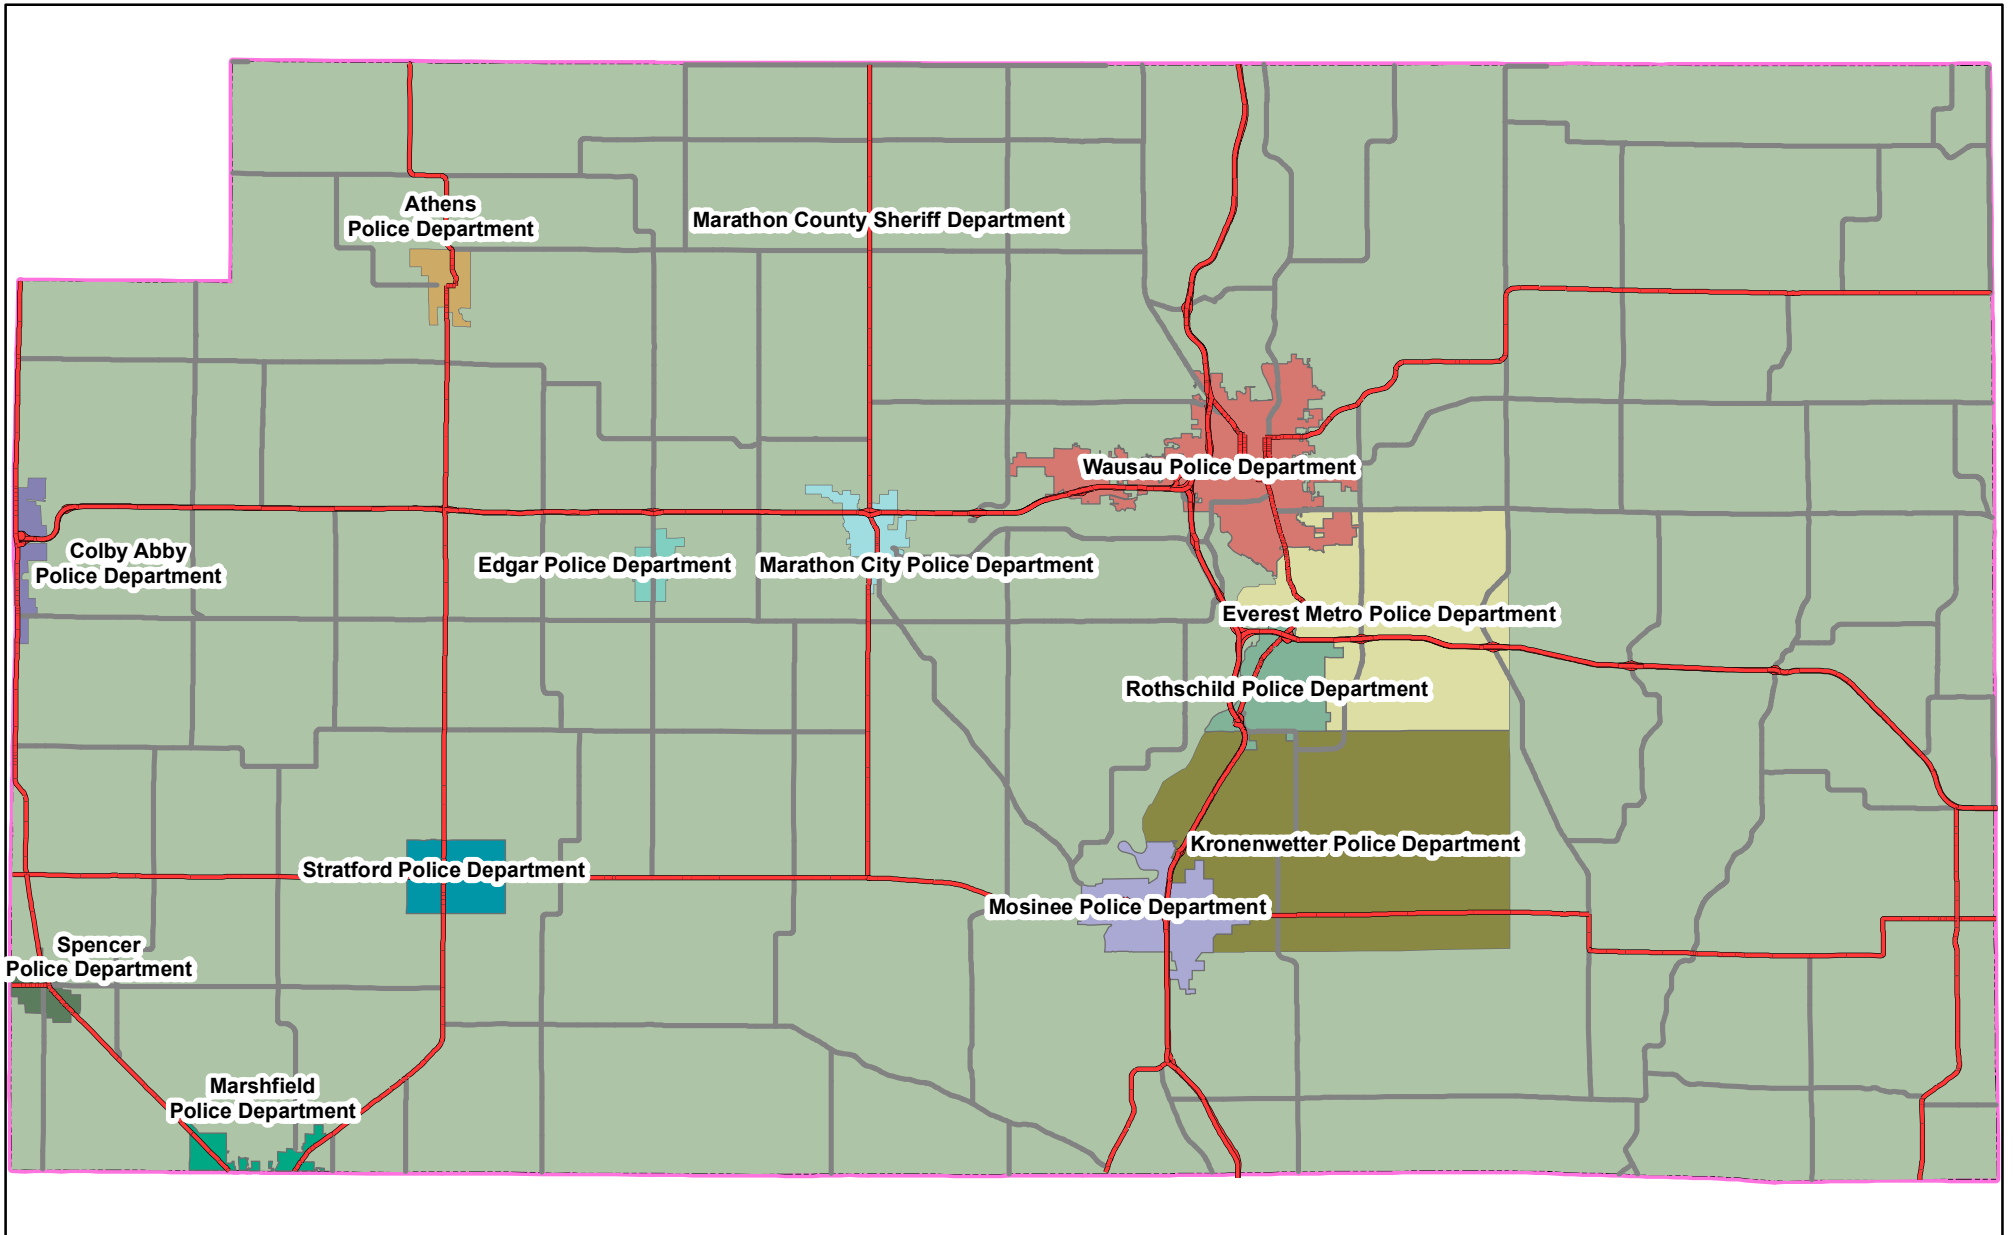 Athens
Police Department
Marathon County Sheriff Department
Wausau Police Department
Colby Abby
Police Department
Edgar Police Department
Marathon City Police Department
Everest Metro Police Department
Rothschild Police Department
Kronenwetter Police Department
Stratford Police Department
Mosinee Police Department
Spencer
Police Department
Marshfield
Police Department